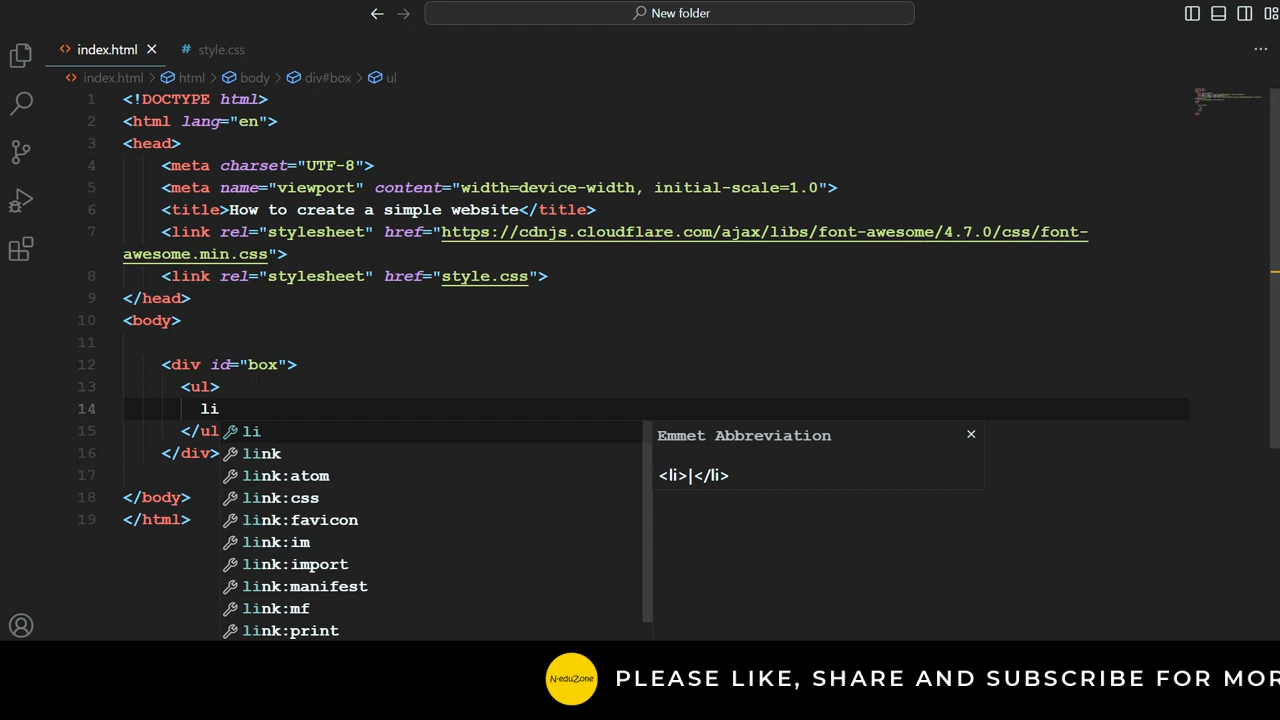 New folder
index.html
style.css
index.html > html > body > div#box > ul
1 <!DOCTYPE html>
2 <html lang="en">
3 <head>
4 <meta charset="UTF-8">
5 <meta name="viewport" content="width=device-width, initial-scale=1.0">
6 <title>How to create a simple website</title>
7 <link rel="stylesheet" href="https://cdnjs.cloudflare.com/ajax/libs/font-awesome/4.7.0/css/font-
awesome.min.css">
8 <link rel="stylesheet" href="style.css">
9 </head>
10 <body>
11
12 <div id="box">
13 <ul>
14 li
15 </ul
16 </div>
17
18 </body>
19 </html>
li
link
link:atom
link:css
link:favicon
link:im
link:import
link:manifest
link:mf
link:print
Emmet Abbreviation
<li>|</li>
N-eduZone
PLEASE LIKE, SHARE AND SUBSCRIBE FOR MOR